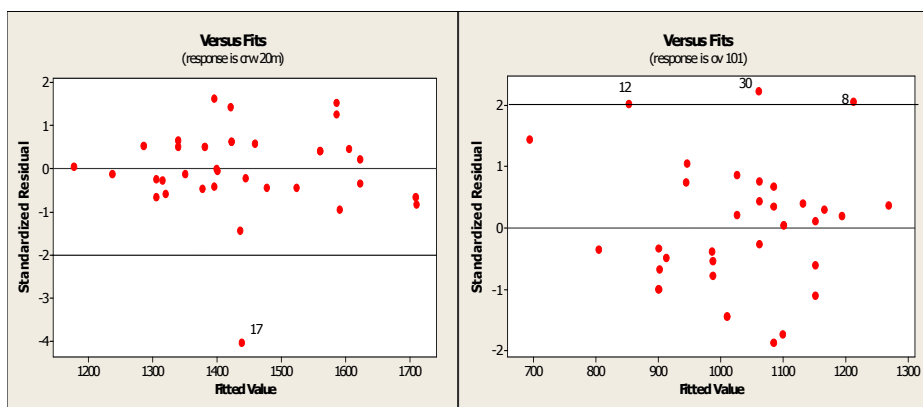 Versus Fits
(response is crw 20m)
Standardized Residual
2
1
0
-1
-2
-3
-4
17
1200 1300 1400 1500 1600 1700
Fitted Value
Versus Fits
(response is ov 101)
Standardized Residual
12
30
8
2
1
0
-1
-2
700 800 900 1000 1100 1200 1300
Fitted Value